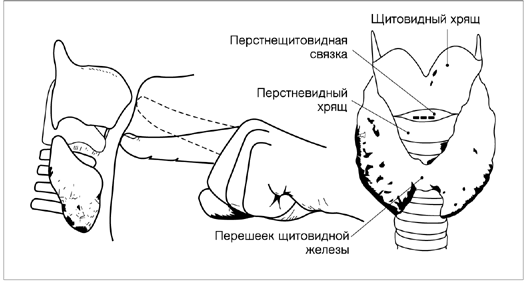 Щитовидный хрящ
Перстнещитовидная
связка
Перстневидный
хрящ
Перешеек щитовидной
железы